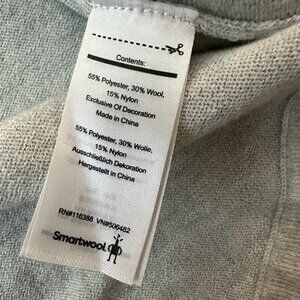 Contents:
55% Polyester, 30% Wool,
15% Nylon
Exclusive Of Decoration
Made in China
55% Polyester, 30% Wolle,
15% Nylon
Ausschließlich Dekoration
Hergestellt in China
RN#116388 VN#506482
Smartwool